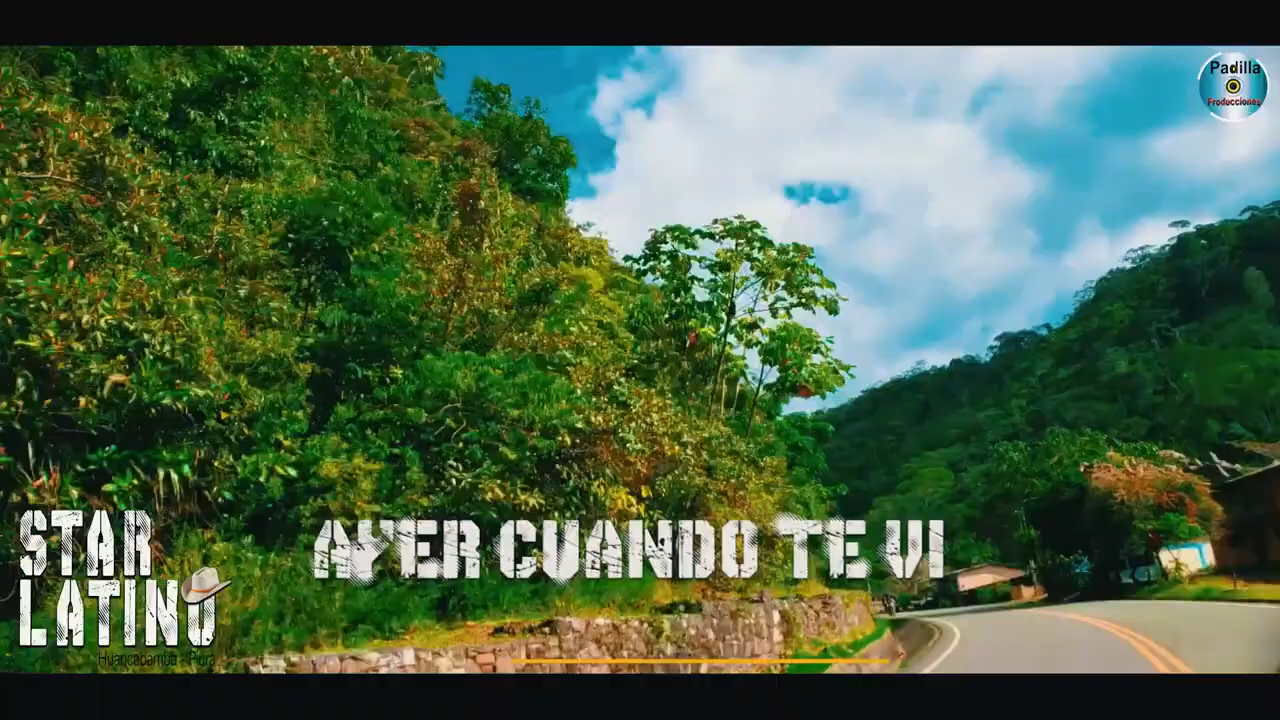 Padilla
Producciones
AYER CUANDO TE VI
STAR
LATINO
Huancabamba - Piura